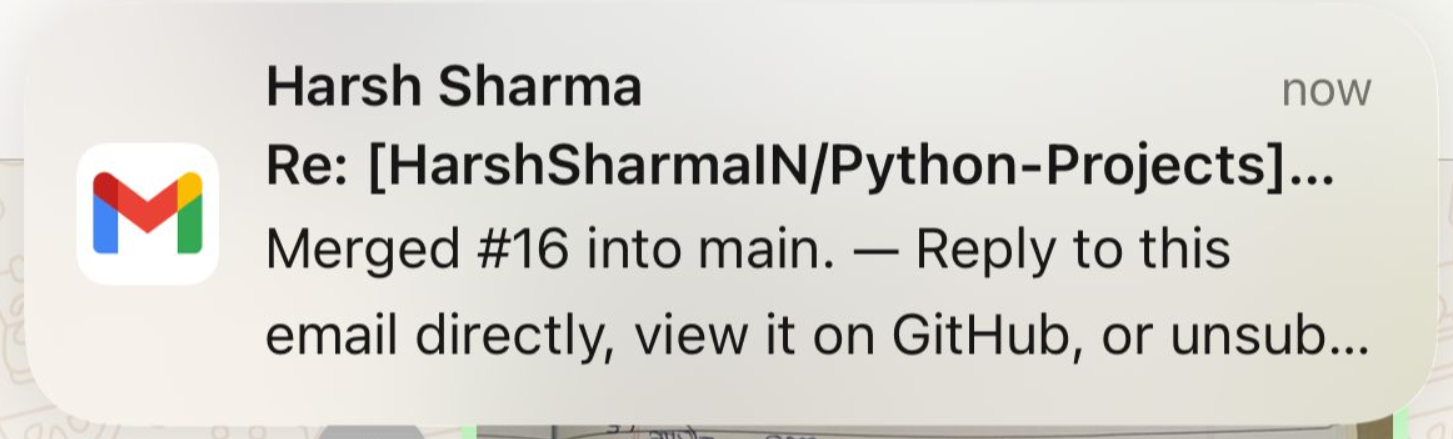 Harsh Sharma
now
Re: [HarshSharmaIN/Python-Projects]...
Merged #16 into main. — Reply to this
email directly, view it on GitHub, or unsub...